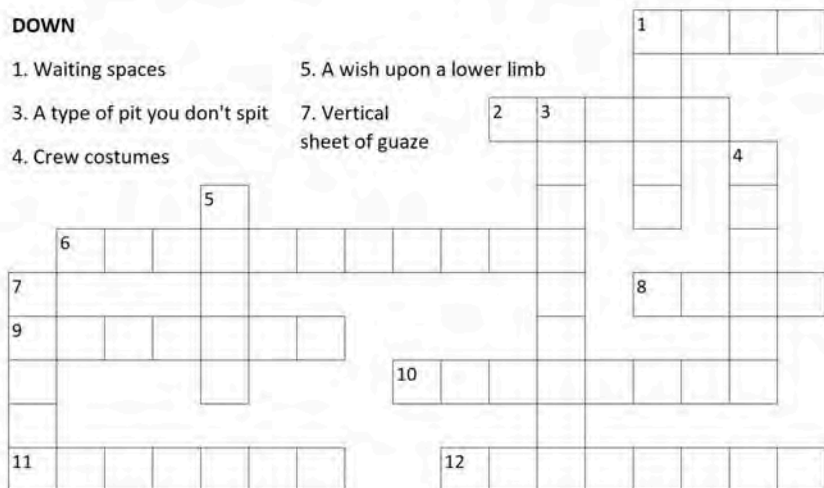 DOWN
1. Waiting spaces
3. A type of pit you don't spit
4. Crew costumes
5. A wish upon a lower limb
7. Vertical
sheet of guaze
1
2
3
4
5
6
7
8
9
10
11
12